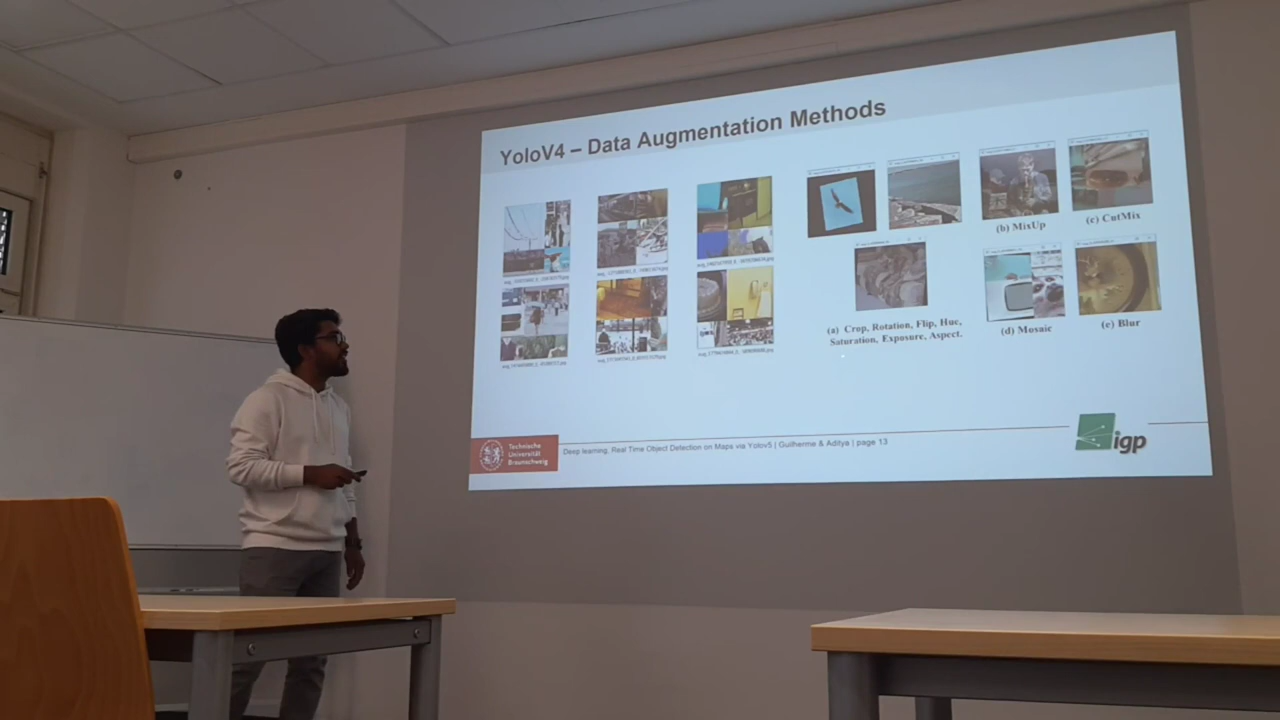 YoloV4 – Data Augmentation Methods
(b) MixUp
(c) CutMix
(a) Crop, Rotation, Flip, Hue,
Saturation, Exposure, Aspect.
(d) Mosaic
(e) Blur
Technische
Universität
Braunschweig
Deep learning, Real Time Object Detection on Maps via Yolov5 | Guilherme & Aditya | page 13
igp